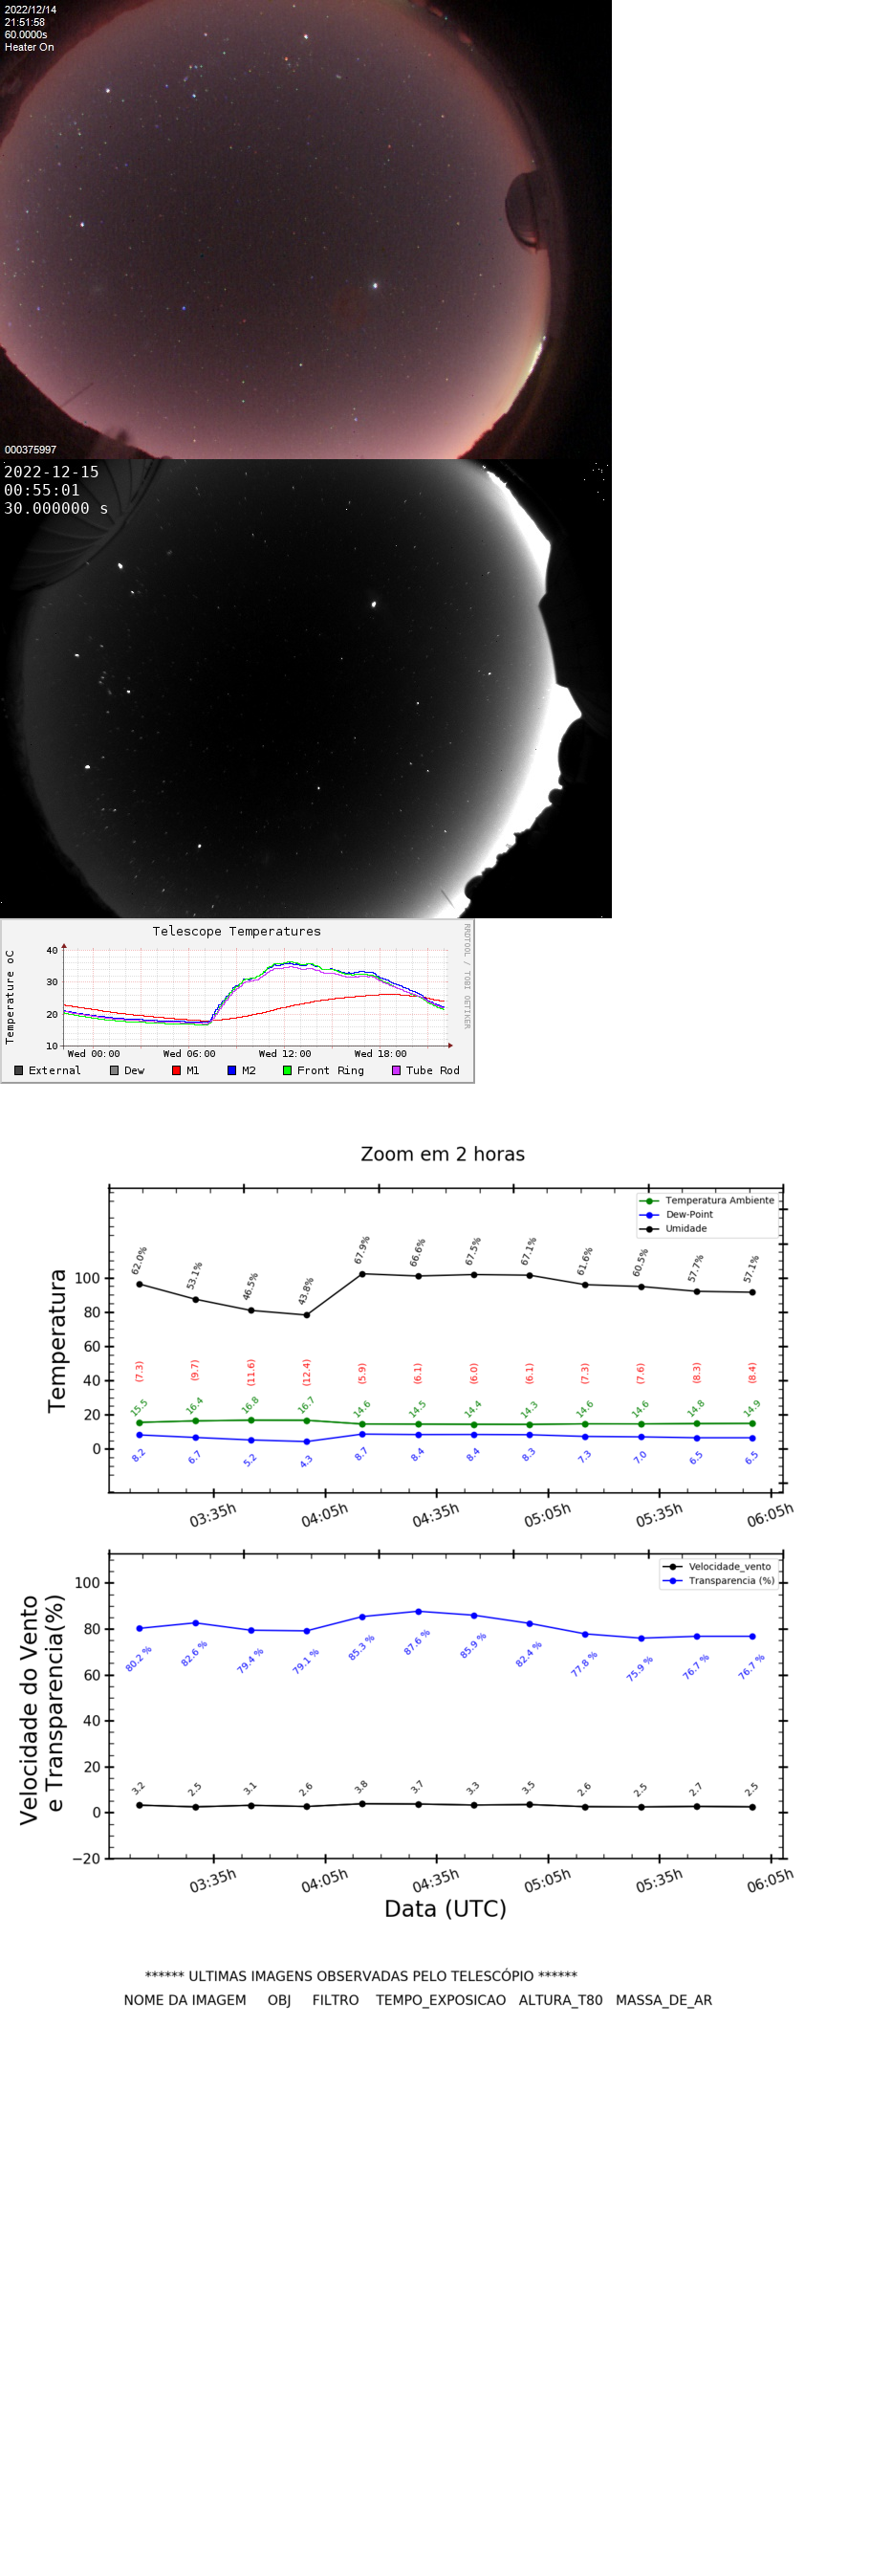 2022/12/14
21:51:58
60.0000s
Heater On
000375997
2022-12-15
00:55:01
30.000000 s
Telescope Temperatures
RRDTOOL / TOBI OETIKER
Temperature oC
40
30
20
10
Wed 00:00 Wed 06:00 Wed 12:00 Wed 18:00
External Dew M1 M2 Front Ring Tube Rod
Zoom em 2 horas
Temperatura Ambiente
Dew-Point
Umidade
Temperatura
100
80
60
40
20
0
62.0% 53.1% 46.5% 43.8% 67.9% 66.6% 67.5% 67.1% 61.6% 60.5% 57.7% 57.1%
(7.3) (9.7) (11.6) (12.4) (5.9) (6.1) (6.0) (6.1) (7.3) (7.6) (8.3) (8.4)
15.5 16.4 16.8 16.7 14.6 14.5 14.4 14.3 14.6 14.6 14.8 14.9
8.2 6.7 5.2 4.3 8.7 8.4 8.4 8.3 7.3 7.0 6.5 6.5
03:35h 04:05h 04:35h 05:05h 05:35h 06:05h
Velocidade_vento
Transparencia (%)
Velocidade do Vento
e Transparencia(%)
100
80
60
40
20
0
−20
80.2 % 82.6 % 79.4 % 79.1 % 85.3 % 87.6 % 85.9 % 82.4 % 77.8 % 75.9 % 76.7 % 76.7 %
3.2 2.5 3.1 2.6 3.8 3.7 3.3 3.5 2.6 2.5 2.7 2.5
03:35h 04:05h 04:35h 05:05h 05:35h 06:05h
Data (UTC)
****** ULTIMAS IMAGENS OBSERVADAS PELO TELESCÓPIO ******
NOME DA IMAGEM OBJ FILTRO TEMPO_EXPOSICAO ALTURA_T80 MASSA_DE_AR